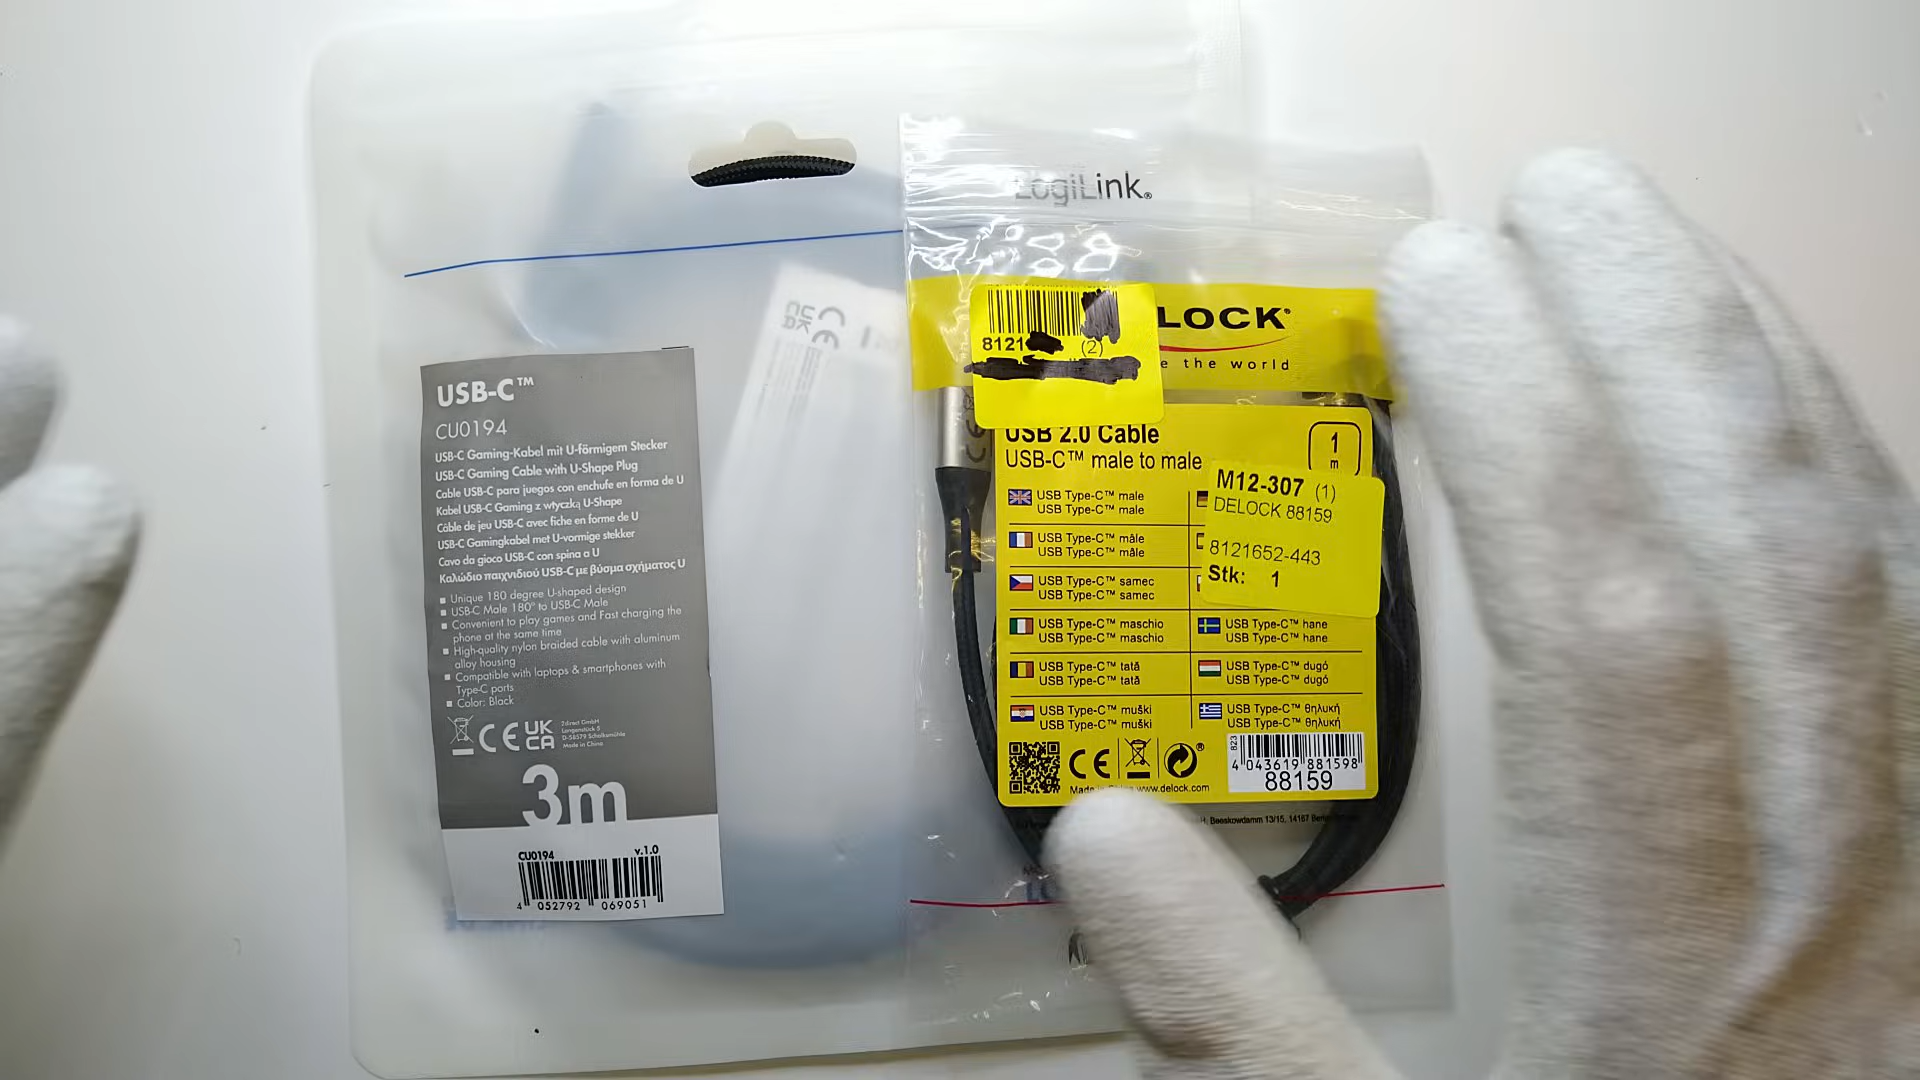 LogiLink®
USB-C™
CU0194
USB-C Gaming-Kabel mit U-förmigem Stecker
USB-C Gaming Cable with U-Shape Plug
Cable USB-C para juegos con enchufe en forma de U
Kabel USB-C Gaming z wtyczką U-Shape
Câble de jeu USB-C avec fiche en forme de U
USB-C Gamingkabel met U-vormige stekker
Cavo da gioco USB-C con spina a U
Καλώδιο παιχνιδιού USB-C με βύσμα σχήματος U
Unique 180 degree U-shaped design
USB-C Male 180° to USB-C Male
Convenient to play games and Fast charging the
phone at the same time
High-quality nylon braided cable with aluminum
alloy housing
Compatible with laptops & smartphones with
Type-C ports
Color: Black
CE UK CA
2direct GmbH
Langenstück 5
D-58579 Schalksmühle
Made in China
3m
CU0194 v.1.0
4 052792 069051
LOCK®
the world
8121 (2)
USB 2.0 Cable
USB-C™ male to male
1
m
M12-307 (1)
DELOCK 88159
8121652-443
Stk: 1
USB Type-C™ male
USB Type-C™ male
USB Type-C™ mâle
USB Type-C™ mâle
USB Type-C™ samec
USB Type-C™ samec
USB Type-C™ maschio
USB Type-C™ maschio
USB Type-C™ hane
USB Type-C™ hane
USB Type-C™ tată
USB Type-C™ tată
USB Type-C™ dugó
USB Type-C™ dugó
USB Type-C™ muški
USB Type-C™ muški
USB Type-C™ θηλυκή
USB Type-C™ θηλυκή
CE
823
4 043619 881598
88159
www.delock.com
Beeskowdamm 13/15, 14167